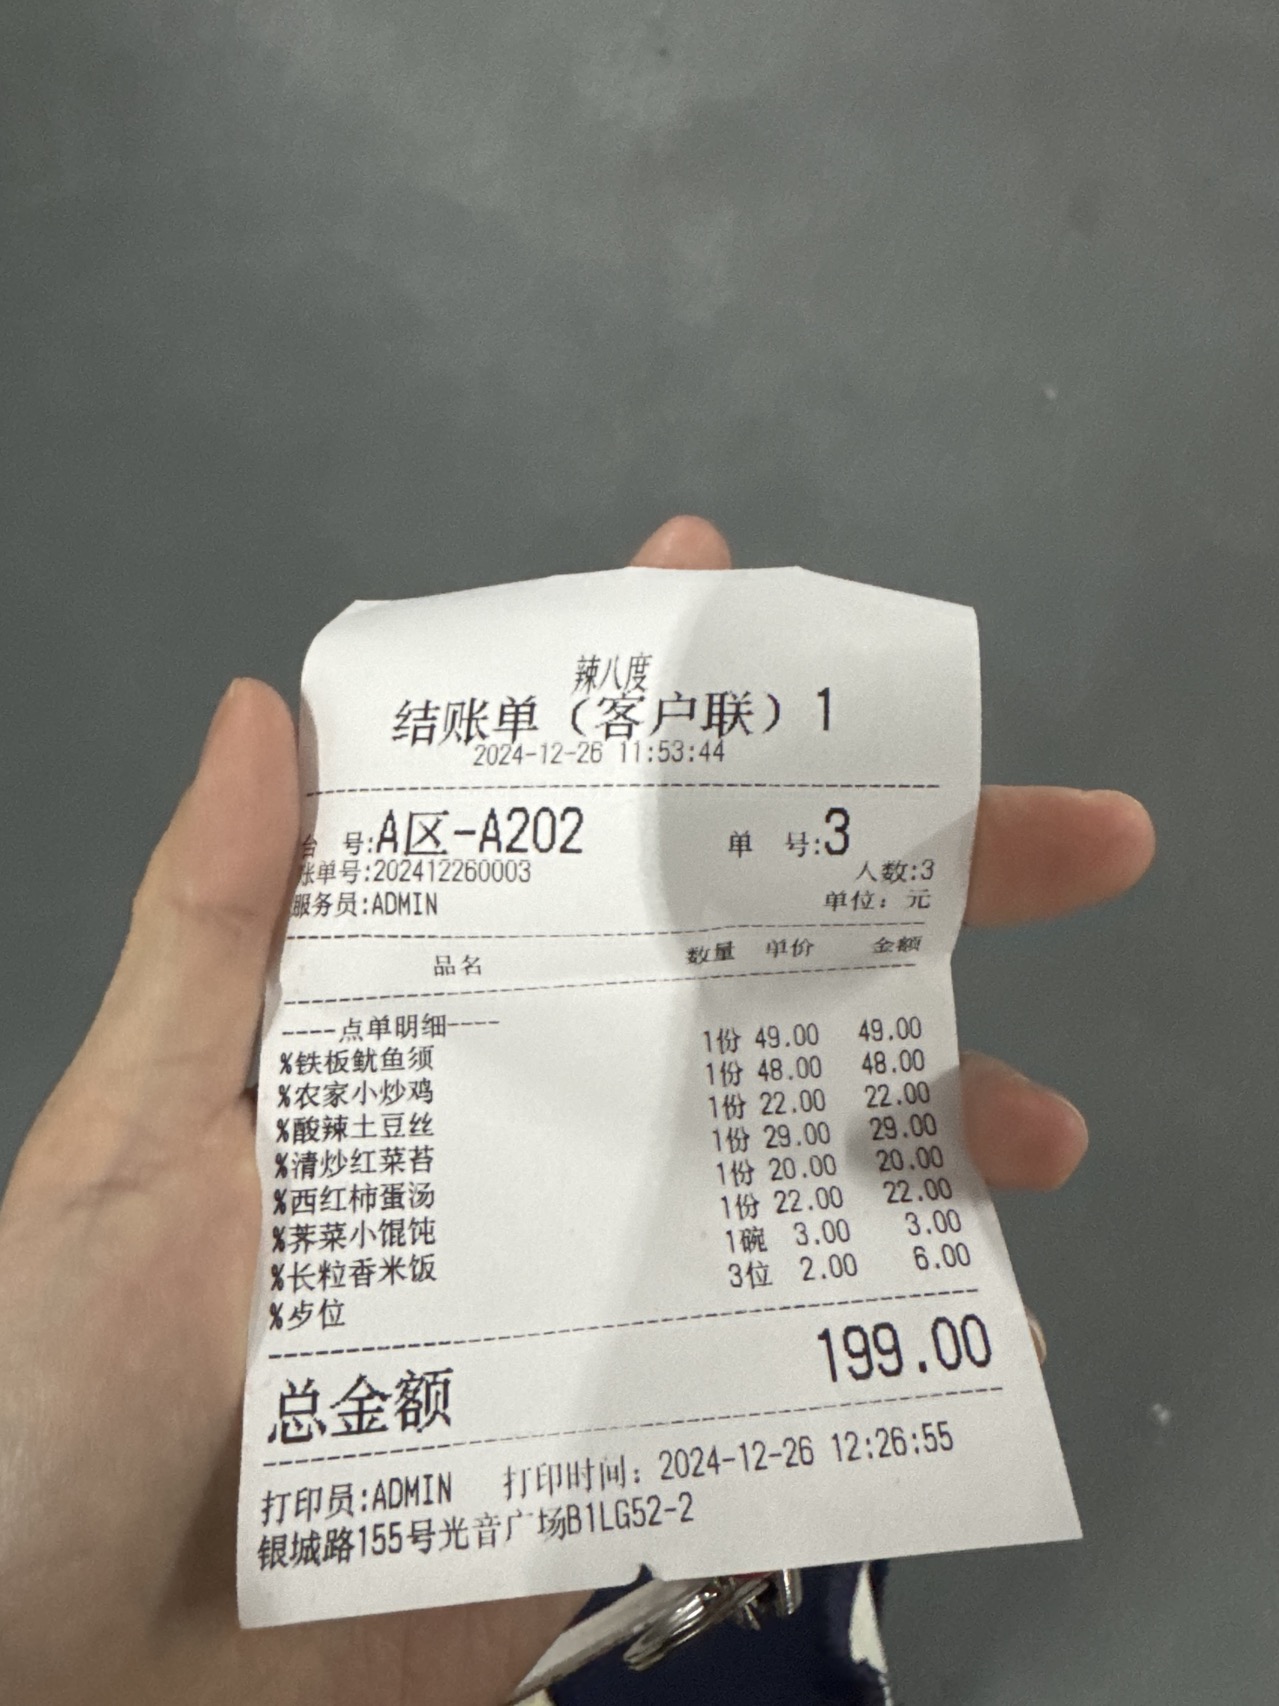 辣八度
结账单（客户联）1
2024-12-26 11:53:44
台 号:A区-A202 单 号:3
账单号:202412260003 人数:3
服务员:ADMIN 单位：元
品名 数量 单价 金额
----点单明细----
%铁板鱿鱼须 1份 49.00 49.00
%农家小炒鸡 1份 48.00 48.00
%酸辣土豆丝 1份 22.00 22.00
%清炒红菜苔 1份 29.00 29.00
%西红柿蛋汤 1份 20.00 20.00
%荠菜小馄饨 1份 22.00 22.00
%长粒香米饭 1碗 3.00 3.00
%歺位 3位 2.00 6.00
总金额 199.00
打印员:ADMIN 打印时间：2024-12-26 12:26:55
银城路155号光音广场B1LG52-2